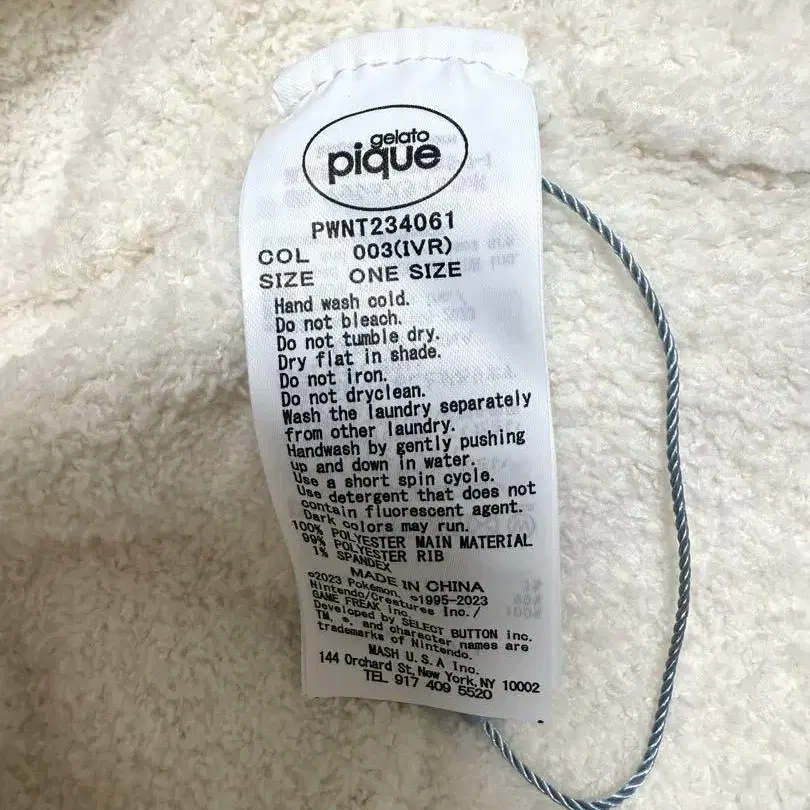 gelato
pique
PWNT234061
COL 003(IVR)
SIZE ONE SIZE
Hand wash cold.
Do not bleach.
Do not tumble dry.
Dry flat in shade.
Do not iron.
Do not dryclean.
Wash the laundry separately
from other laundry.
Handwash by gently pushing
up and down in water.
Use a short spin cycle.
Use detergent that does not
contain fluorescent agent.
Dark colors may run.
100% POLYESTER MAIN MATERIAL
99% POLYESTER RIB
1% SPANDEX
MADE IN CHINA
©2023 Pokémon. ©1995-2023
Nintendo/Creatures Inc./
GAME FREAK inc.
Developed by SELECT BUTTON inc.
TM, ®, and character names are
trademarks of Nintendo.
MASH U.S.A Inc.
144 Orchard St, New York, NY 10002
TEL 917 409 5520